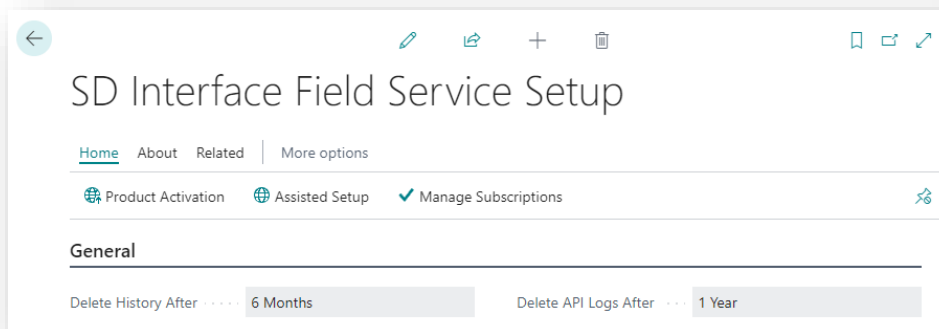 SD Interface Field Service Setup
Home About Related More options
Product Activation Assisted Setup Manage Subscriptions
General
Delete History After 6 Months Delete API Logs After 1 Year